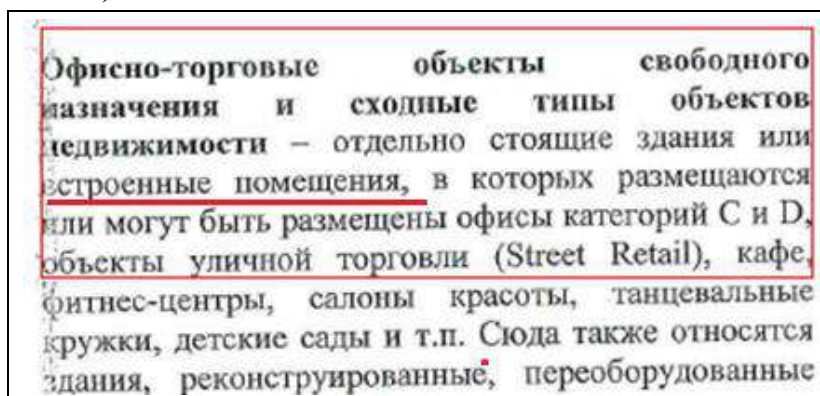 Офисно-торговые объекты свободного
назначения и сходные типы объектов
недвижимости – отдельно стоящие здания или
встроенные помещения, в которых размещаются
или могут быть размещены офисы категорий С и D,
объекты уличной торговли (Street Retail), кафе,
фитнес-центры, салоны красоты, танцевальные
кружки, детские сады и т.п. Сюда также относятся
здания, реконструированные, переоборудованные